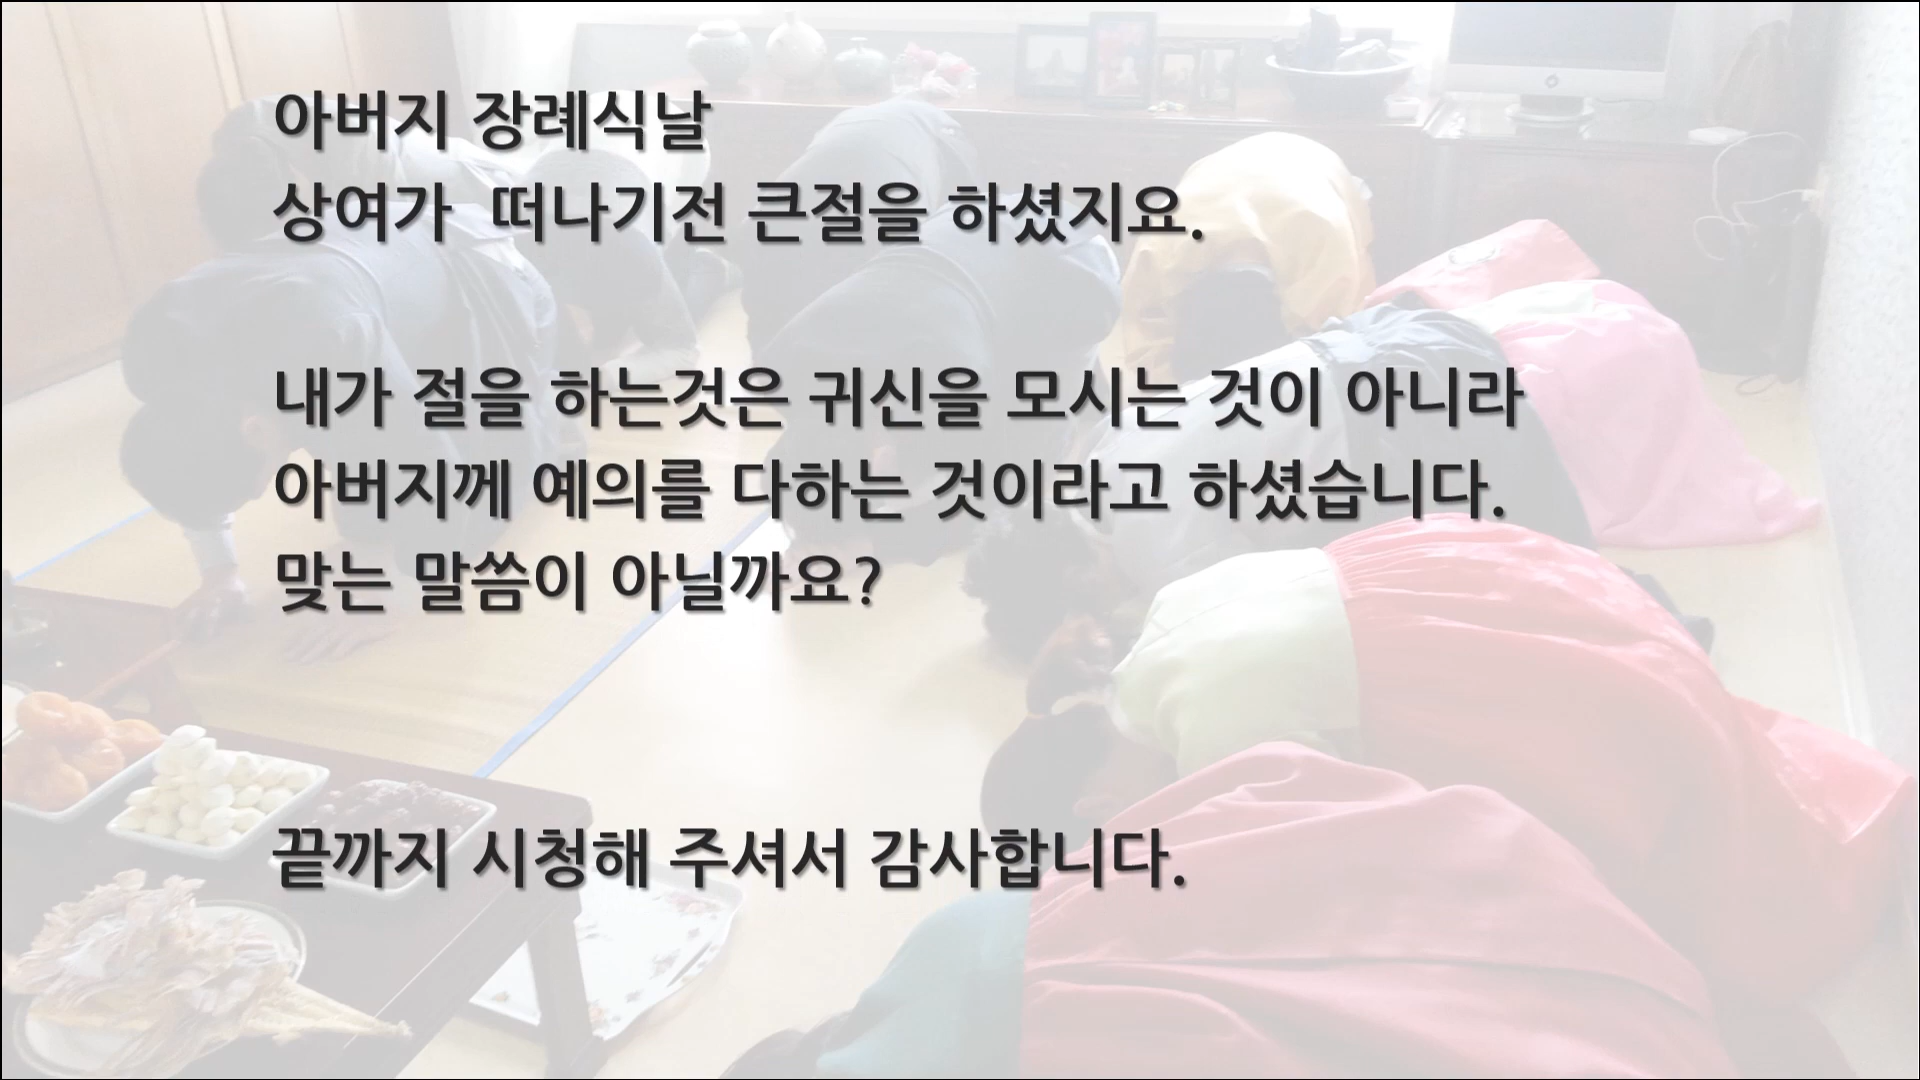 아버지 장례식날
상여가 떠나기전 큰절을 하셨지요.
내가 절을 하는것은 귀신을 모시는 것이 아니라
아버지께 예의를 다하는 것이라고 하셨습니다.
맞는 말씀이 아닐까요?
끝까지 시청해 주셔서 감사합니다.